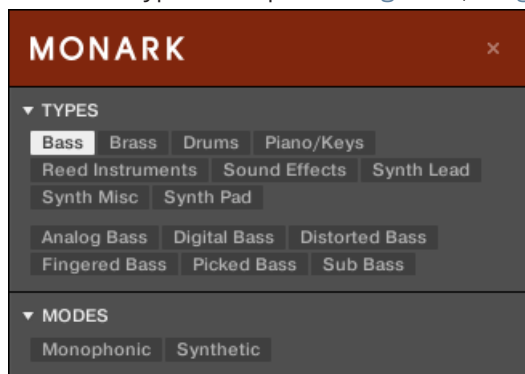 MONARK ×
▼ TYPES
Bass Brass Drums Piano/Keys
Reed Instruments Sound Effects Synth Lead
Synth Misc Synth Pad
Analog Bass Digital Bass Distorted Bass
Fingered Bass Picked Bass Sub Bass
▼ MODES
Monophonic Synthetic